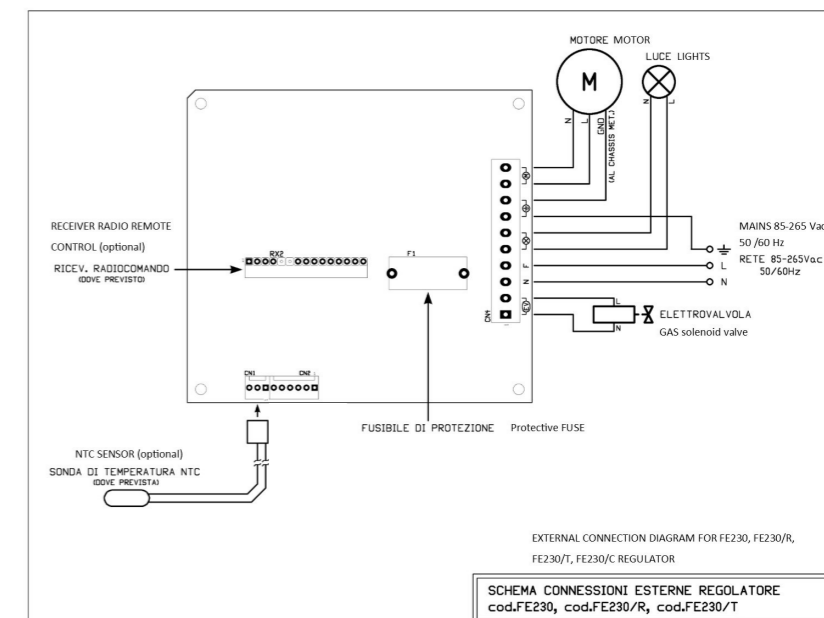 MOTORE MOTOR
LUCE LIGHTS
M
N
L
GND
(AL CHASSIS MET.)
N
L
RECEIVER RADIO REMOTE
CONTROL (optional)
RICEV. RADIOCOMANDO
(DOVE PREVISTO)
RX2
F1
MAINS 85-265 Vac
50 /60 Hz
RETE 85-265Vac
50/60Hz
L
N
F
N
EV
CN4
L
N
ELETTROVALVOLA
GAS solenoid valve
CN1
CN2
FUSIBILE DI PROTEZIONE Protective FUSE
NTC SENSOR (optional)
SONDA DI TEMPERATURA NTC
(DOVE PREVISTA)
EXTERNAL CONNECTION DIAGRAM FOR FE230, FE230/R,
FE230/T, FE230/C REGULATOR
SCHEMA CONNESSIONI ESTERNE REGOLATORE
cod.FE230, cod.FE230/R, cod.FE230/T